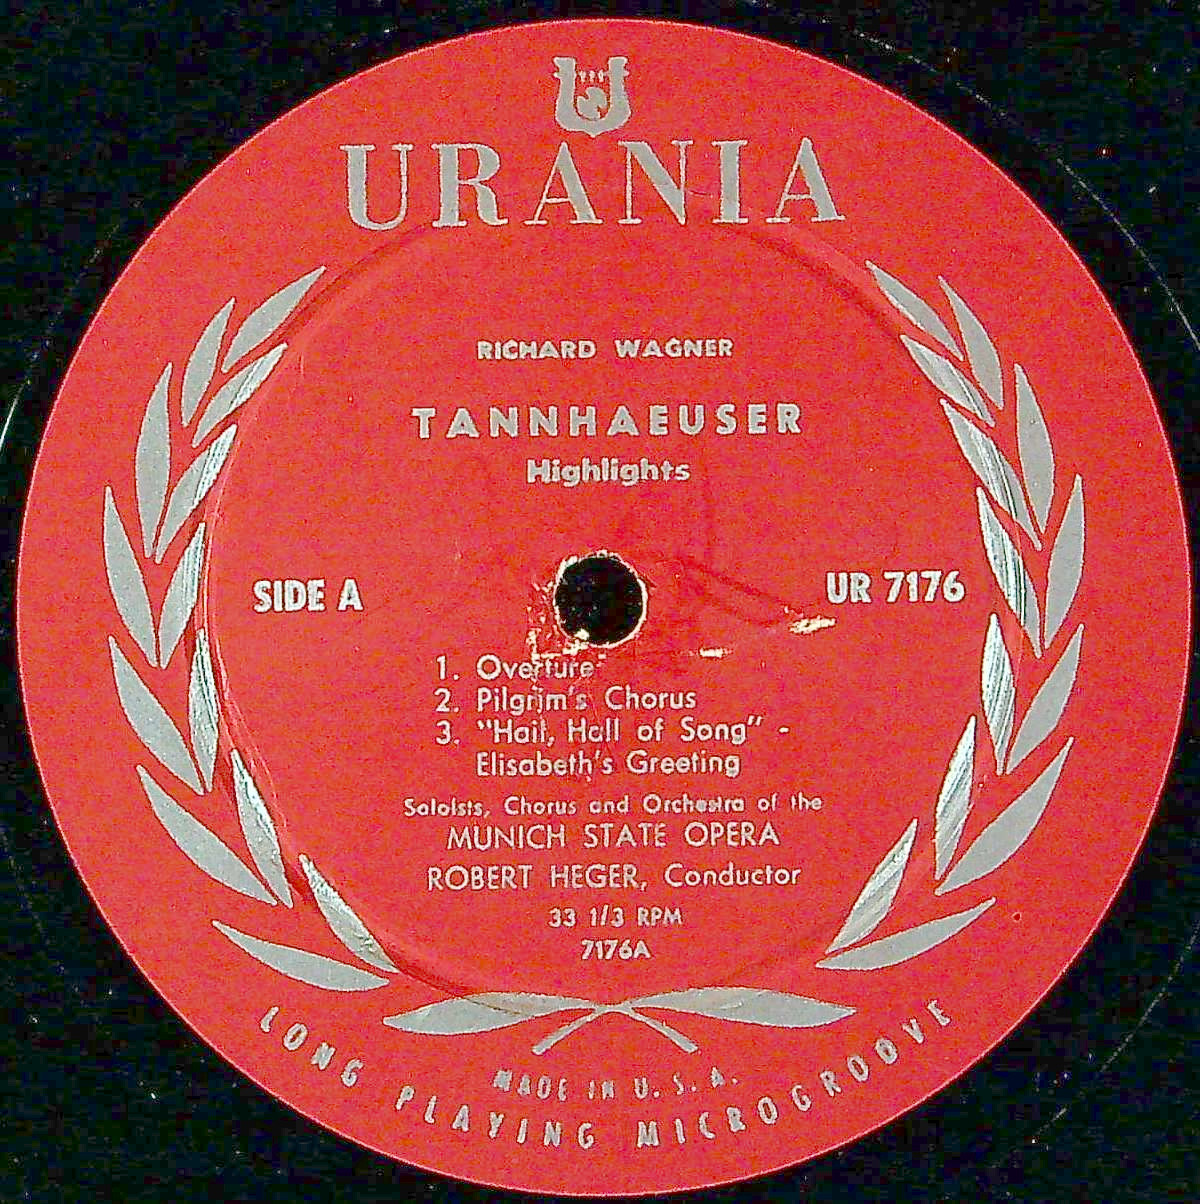 URANIA
RICHARD WAGNER
TANNHAEUSER
Highlights
SIDE A
UR 7176
1. Overture
2. Pilgrim's Chorus
3. "Hail, Hall of Song" -
Elisabeth's Greeting
Soloists, Chorus and Orchestra of the
MUNICH STATE OPERA
ROBERT HEGER, Conductor
33 1/3 RPM
7176A
MADE IN U. S. A.
LONG PLAYING MICROGROOVE